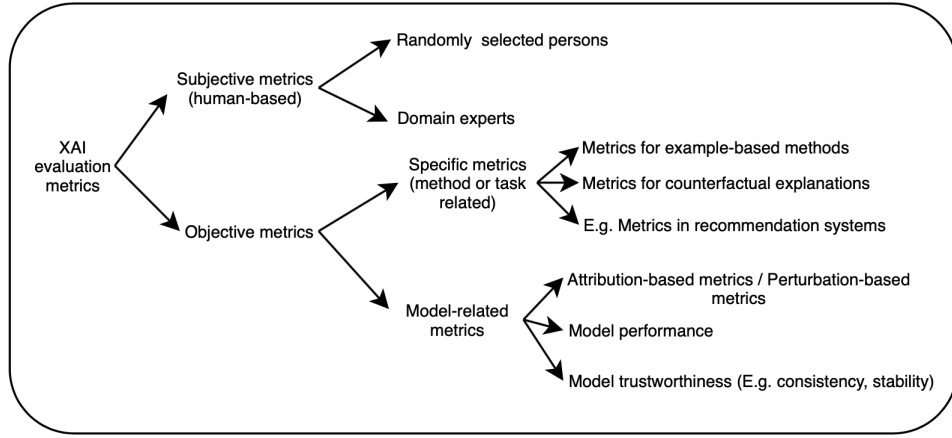 XAI
evaluation
metrics
Subjective metrics
(human-based)
Randomly selected persons
Domain experts
Objective metrics
Specific metrics
(method or task
related)
Metrics for example-based methods
Metrics for counterfactual explanations
E.g. Metrics in recommendation systems
Model-related
metrics
Attribution-based metrics / Perturbation-based
metrics
Model performance
Model trustworthiness (E.g. consistency, stability)